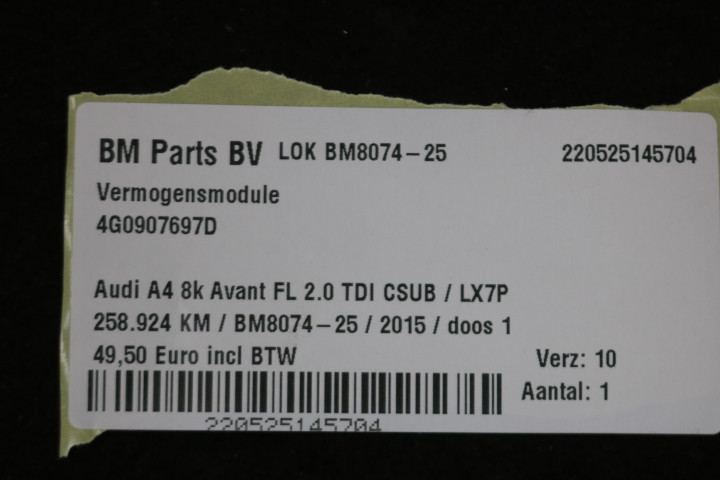 BM Parts BV LOK BM8074-25 220525145704
Vermogensmodule
4G0907697D
Audi A4 8k Avant FL 2.0 TDI CSUB / LX7P
258.924 KM / BM8074-25 / 2015 / doos 1
49,50 Euro incl BTW
Verz: 10
Aantal: 1
220525145704